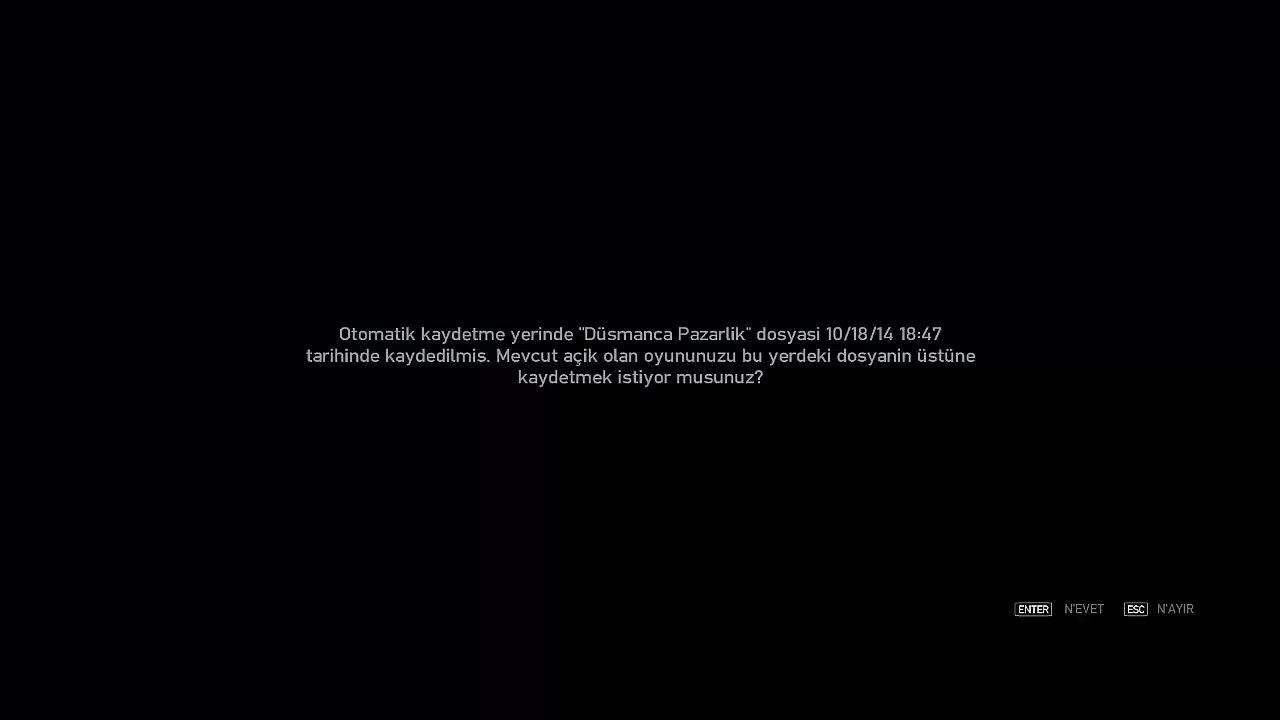 Otomatik kaydetme yerinde "Düsmanca Pazarlik" dosyasi 10/18/14 18:47
tarihinde kaydedilmis. Mevcut açik olan oyununuzu bu yerdeki dosyanin üstüne
kaydetmek istiyor musunuz?
ENTER N'EVET ESC N'AYIR